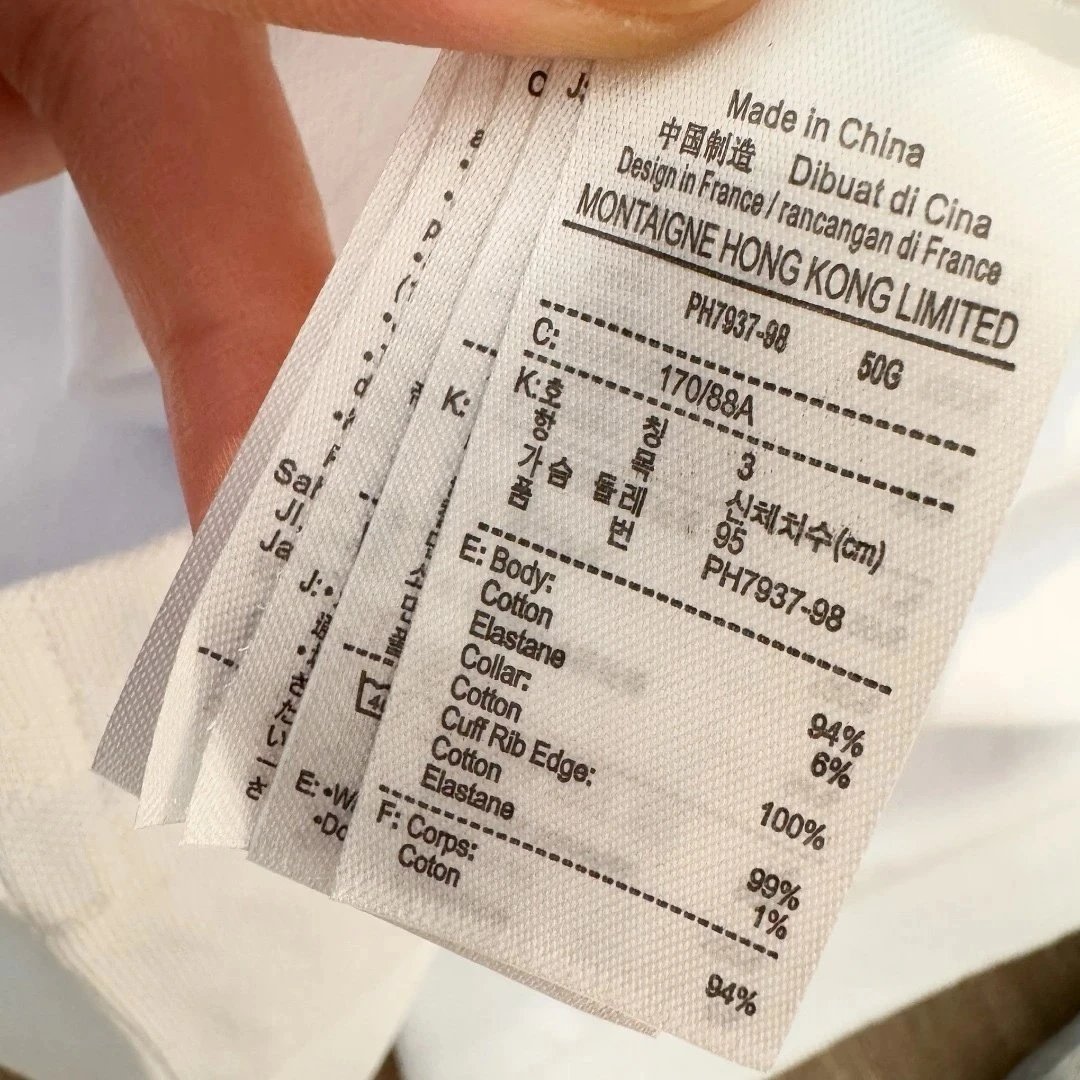 Made in China
中国制造 Dibuat di Cina
Design in France / rancangan di France
MONTAIGNE HONG KONG LIMITED
PH7937-98 50G
C: 170/88A
K: 호 칭 3
항 목 신체치수(cm)
가슴 둘레 95
품 번 PH7937-98
E: Body:
Cotton 94%
Elastane 6%
Collar:
Cotton 100%
Cuff Rib Edge:
Cotton 99%
Elastane 1%
F: Corps:
Coton 94%
K:
J:
E: •
J: